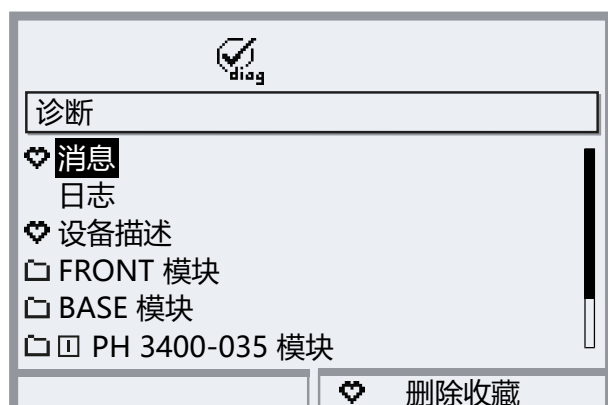 diag
诊断
消息
日志
设备描述
FRONT 模块
BASE 模块
I PH 3400-035 模块
删除收藏